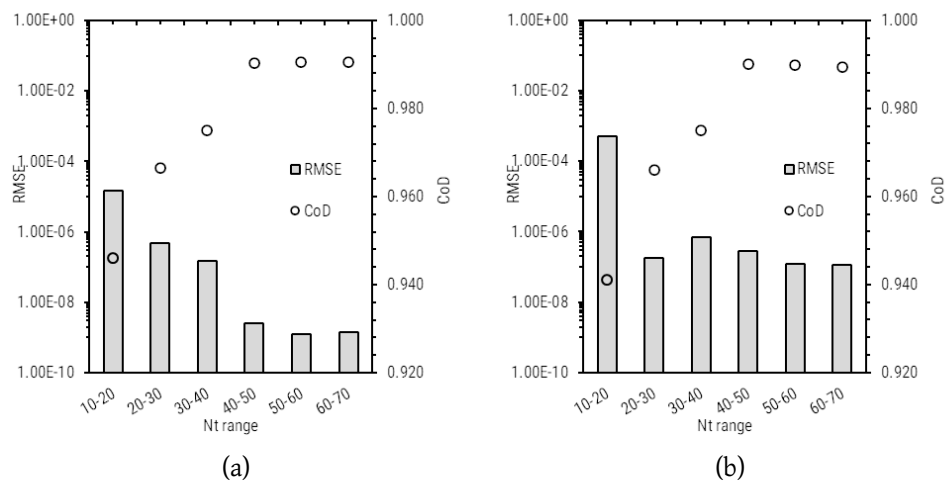 1.00E+00
1.00E-02
1.00E-04
1.00E-06
1.00E-08
1.00E-10
RMSE
1.000
0.980
0.960
0.940
0.920
CoD
RMSE
CoD
10-20
20-30
30-40
40-50
50-60
60-70
Nt range
(a)
1.00E+00
1.00E-02
1.00E-04
1.00E-06
1.00E-08
1.00E-10
RMSE
1.000
0.980
0.960
0.940
0.920
CoD
RMSE
CoD
10-20
20-30
30-40
40-50
50-60
60-70
Nt range
(b)